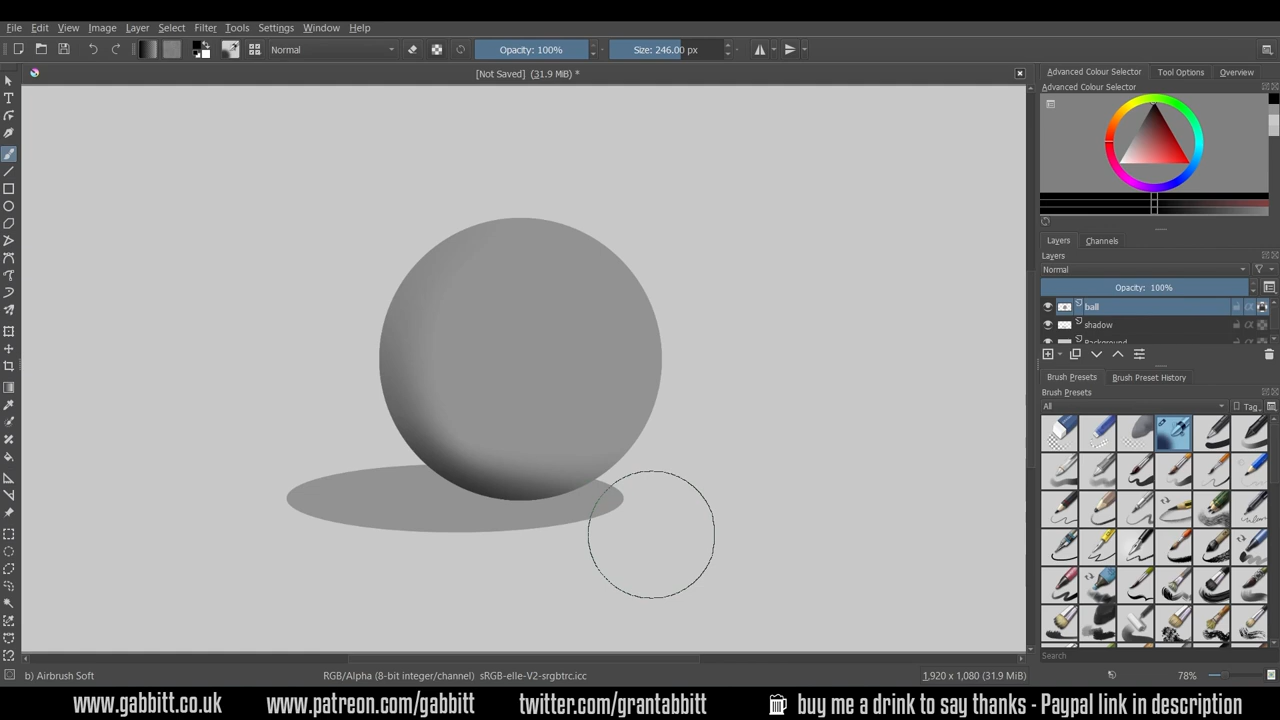 File Edit View Image Layer Select Filter Tools Settings Window Help
Normal Opacity: 100% Size: 246.00 px
[Not Saved] (31.9 MiB) *
Advanced Colour Selector Tool Options Overview
Advanced Colour Selector
Layers Channels
Layers
Normal
Opacity: 100%
ball
shadow
Background
Brush Presets Brush Preset History
Brush Presets
All Tag
Search
b) Airbrush Soft RGB/Alpha (8-bit integer/channel) sRGB-elle-V2-srgbtrc.icc 1,920 x 1,080 (31.9 MiB) 78%
www.gabbitt.co.uk www.patreon.com/gabbitt twitter.com/grantabbitt buy me a drink to say thanks - Paypal link in description